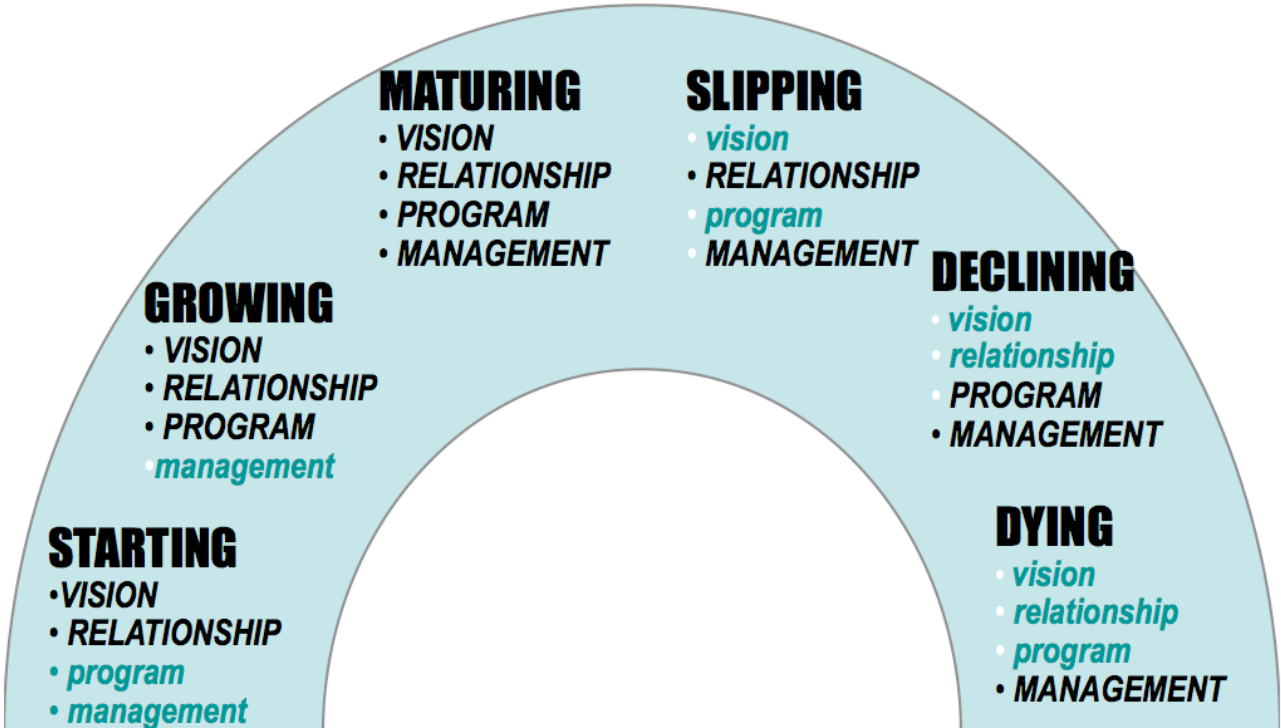 MATURING
• VISION
• RELATIONSHIP
• PROGRAM
• MANAGEMENT
SLIPPING
• vision
• RELATIONSHIP
• program
• MANAGEMENT
GROWING
• VISION
• RELATIONSHIP
• PROGRAM
•management
DECLINING
• vision
• relationship
• PROGRAM
• MANAGEMENT
STARTING
•VISION
• RELATIONSHIP
• program
• management
DYING
• vision
• relationship
• program
• MANAGEMENT